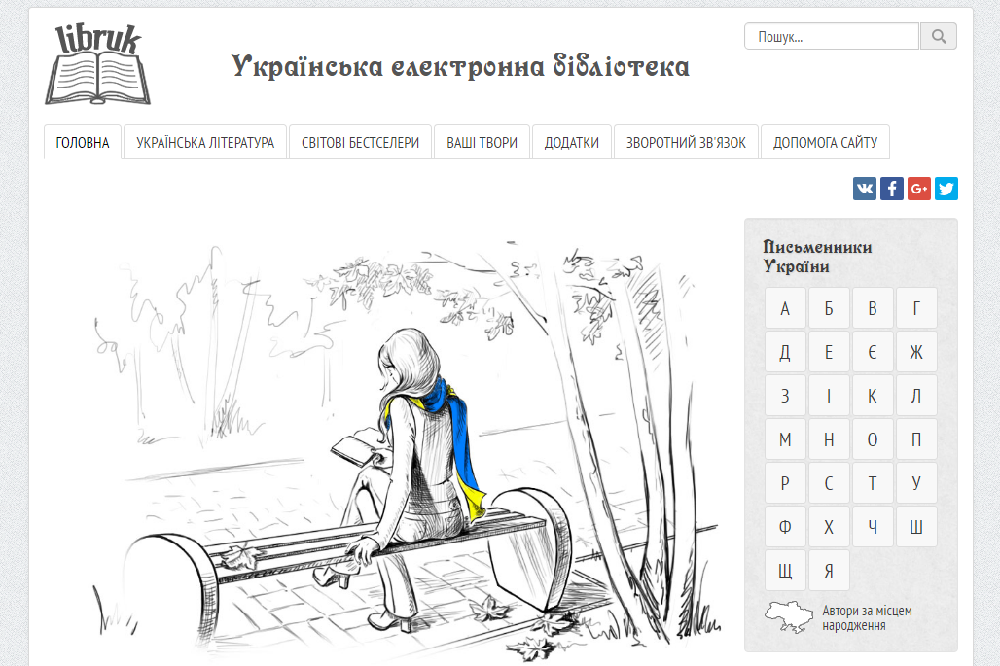 libruk
Українська електронна бібліотека
Пошук...
ГОЛОВНА
УКРАЇНСЬКА ЛІТЕРАТУРА
СВІТОВІ БЕСТСЕЛЕРИ
ВАШІ ТВОРИ
ДОДАТКИ
ЗВОРОТНИЙ ЗВ'ЯЗОК
ДОПОМОГА САЙТУ
Письменники
України
А Б В Г
Д Е Є Ж
З І К Л
М Н О П
Р С Т У
Ф Х Ч Ш
Щ Я
Автори за місцем
народження